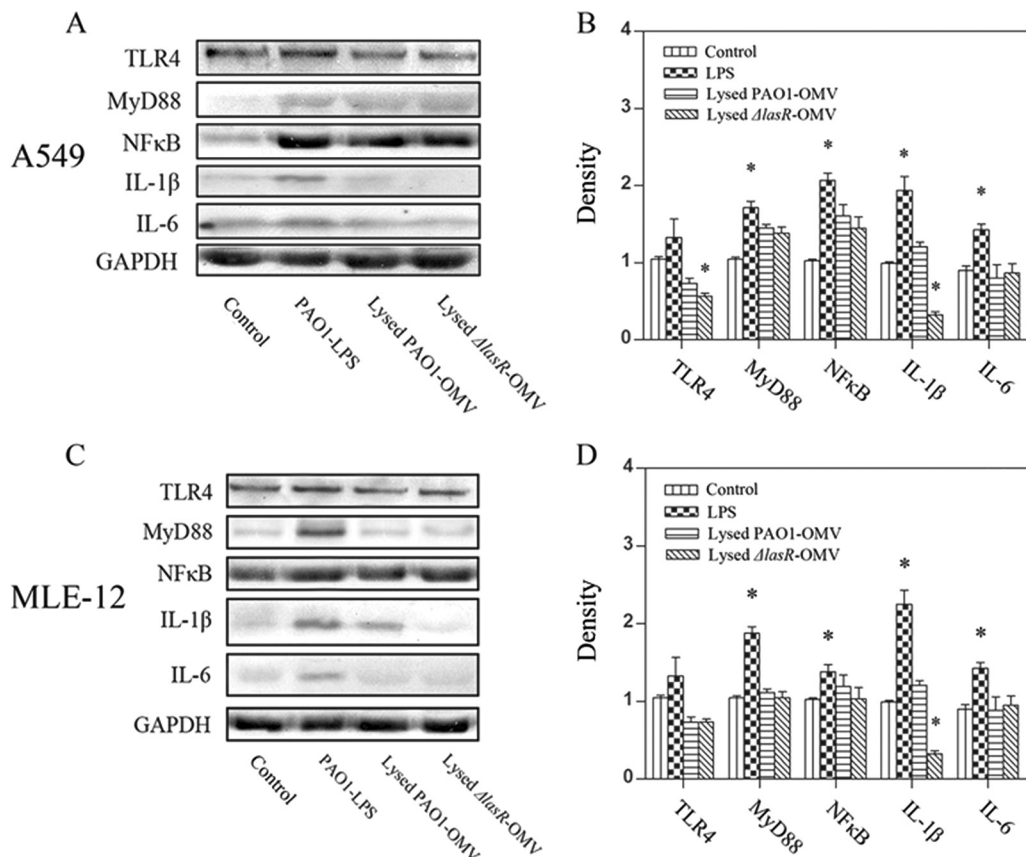 A
A549
TLR4
MyD88
NFκB
IL-1β
IL-6
GAPDH
Control
PAO1-LPS
Lysed PAO1-OMV
Lysed ΔlasR-OMV
B
Density
4
3
2
1
0
Control
LPS
Lysed PAO1-OMV
Lysed ΔlasR-OMV
*
*
*
*
*
*
TLR4
MyD88
NFκB
IL-1β
IL-6
C
MLE-12
TLR4
MyD88
NFκB
IL-1β
IL-6
GAPDH
Control
PAO1-LPS
Lysed PAO1-OMV
Lysed ΔlasR-OMV
D
Density
4
3
2
1
0
Control
LPS
Lysed PAO1-OMV
Lysed ΔlasR-OMV
*
*
*
*
*
TLR4
MyD88
NFκB
IL-1β
IL-6